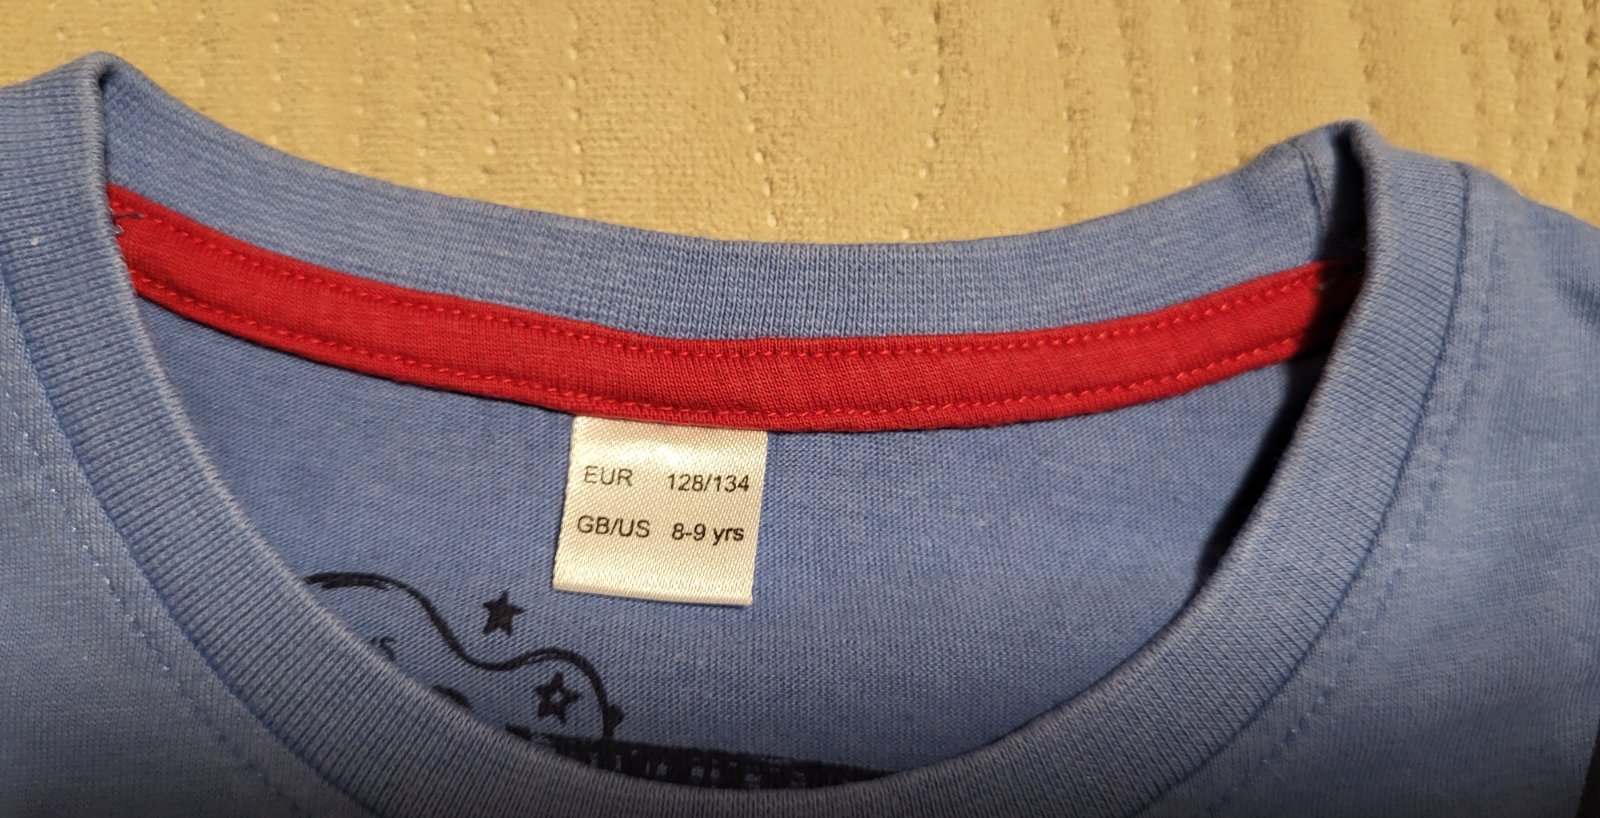 EUR 128/134
GB/US 8-9 yrs